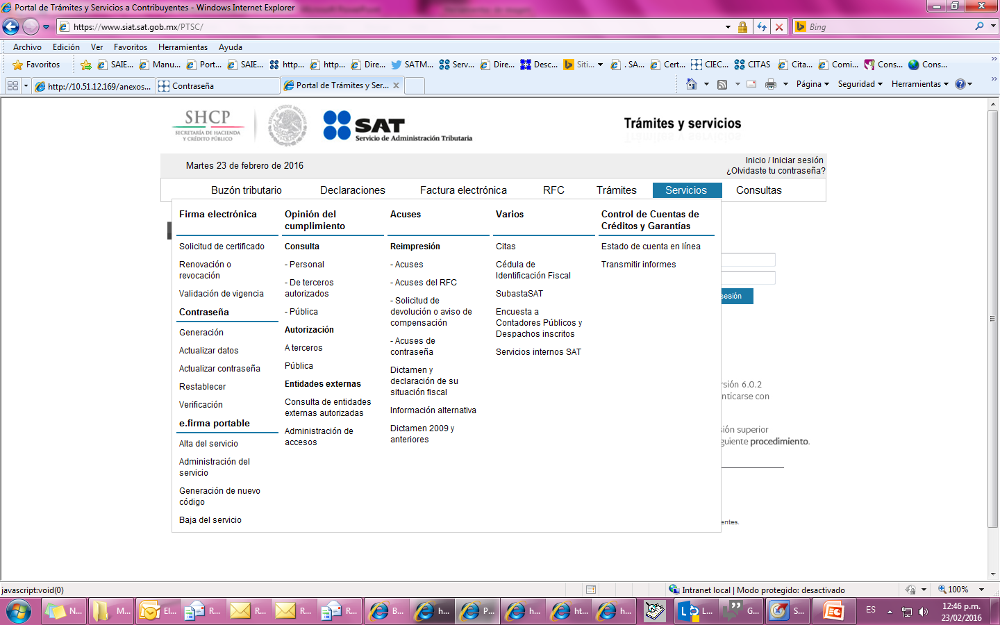 Portal de Trámites y Servicios a Contribuyentes - Windows Internet Explorer
https://www.siat.sat.gob.mx/PTSC/
Bing
Archivo Edición Ver Favoritos Herramientas Ayuda
Favoritos SAIE... Manu... Port... SAIE... http... http... Dire... SATM... Serv... Dire... Desc... Siti... . SA... Cert... CIEC... CITAS Cita... Comi... Cons... Cons...
http://10.51.12.169/anexos... Contraseña Portal de Trámites y Ser... Página Seguridad Herramientas
SHCP
SECRETARÍA DE HACIENDA
Y CRÉDITO PÚBLICO
ESTADOS UNIDOS MEXICANOS
SAT
Servicio de Administración Tributaria
Trámites y servicios
Martes 23 de febrero de 2016
Inicio / Iniciar sesión
¿Olvidaste tu contraseña?
Buzón tributario Declaraciones Factura electrónica RFC Trámites Servicios Consultas
Firma electrónica
Solicitud de certificado
Renovación o
revocación
Validación de vigencia
Contraseña
Generación
Actualizar datos
Actualizar contraseña
Restablecer
Verificación
e.firma portable
Alta del servicio
Administración del
servicio
Generación de nuevo
código
Baja del servicio
Opinión del
cumplimiento
Consulta
- Personal
- De terceros
autorizados
- Pública
Autorización
A terceros
Pública
Entidades externas
Consulta de entidades
externas autorizadas
Administración de
accesos
Acuses
Reimpresión
- Acuses
- Acuses del RFC
- Solicitud de
devolución o aviso de
compensación
- Acuses de
contraseña
Dictamen y
declaración de su
situación fiscal
Información alternativa
Dictamen 2009 y
anteriores
Varios
Citas
Cédula de
Identificación Fiscal
SubastaSAT
Encuesta a
Contadores Públicos y
Despachos inscritos
Servicios internos SAT
Control de Cuentas de
Créditos y Garantías
Estado de cuenta en línea
Transmitir informes
sesión
rsión 6.0.2
nticarse con
sión superior
guiente procedimiento.
entes.
javascript:void(0)
Intranet local | Modo protegido: desactivado
100%
N... M... El... R... R... R... R... B... h... P... h... ht... h... L... G... S... ES
12:46 p.m.
23/02/2016